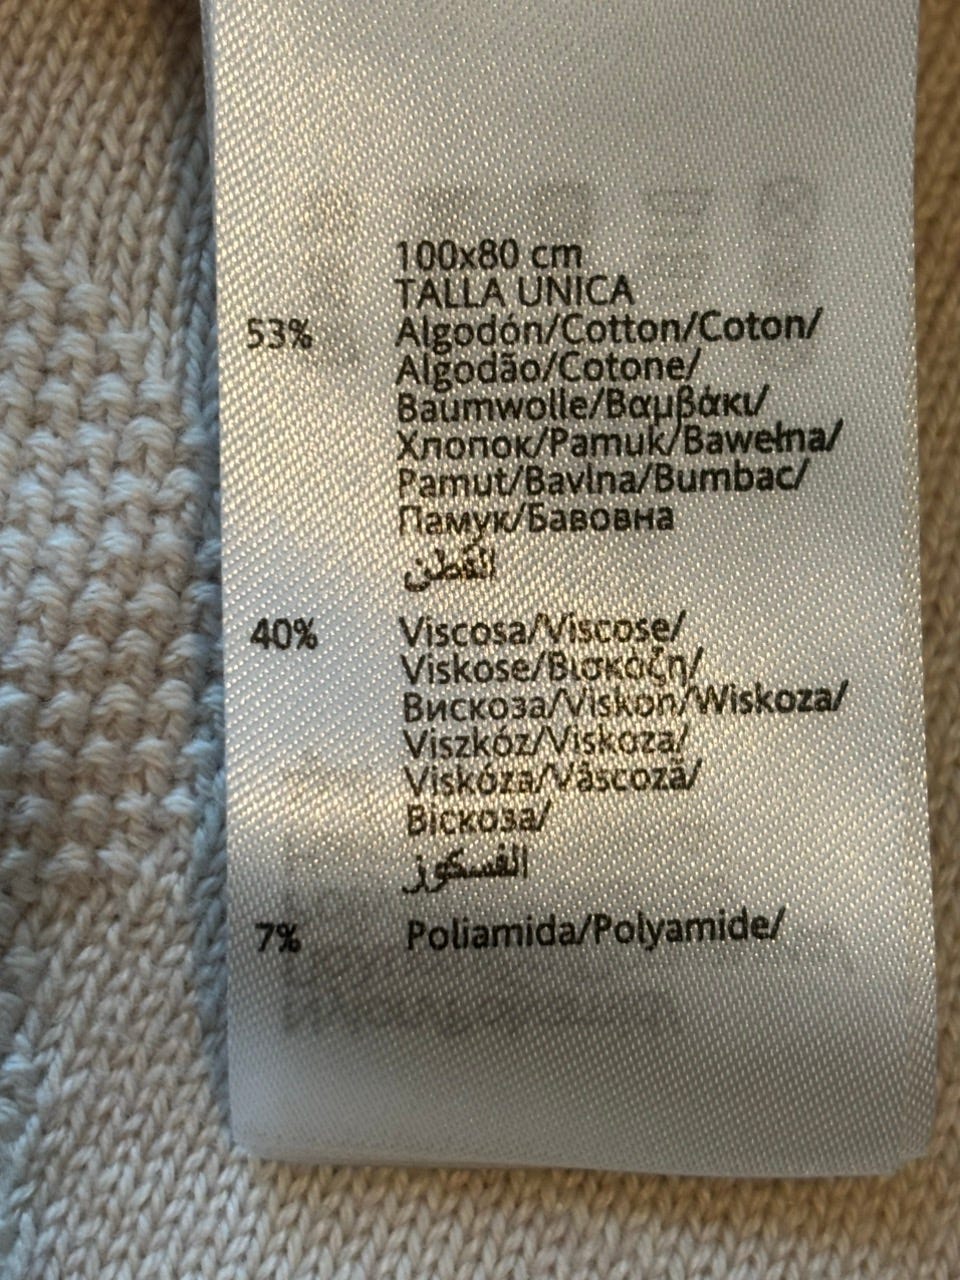 100x80 cm
TALLA UNICA
53% Algodón/Cotton/Coton/
Algodão/Cotone/
Baumwolle/Βαμβάκι/
Хлопок/Pamuk/Bawełna/
Pamut/Bavlna/Bumbac/
Памук/Бавовна
القطن
40% Viscosa/Viscose/
Viskose/Βισκόζη/
Вискоза/Viskon/Wiskoza/
Viszkóz/Viskoza/
Viskóza/Vâscoză/
Віскоза/
الفسكوز
7% Poliamida/Polyamide/